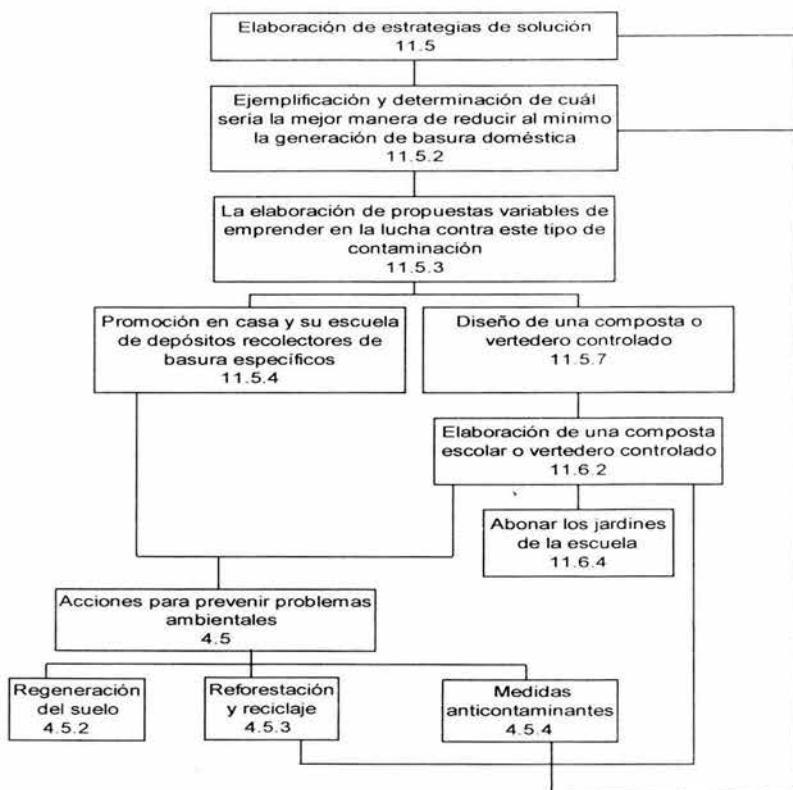 Elaboración de estrategias de solución
11.5
Ejemplificación y determinación de cuál
sería la mejor manera de reducir al mínimo
la generación de basura doméstica
11.5.2
La elaboración de propuestas variables de
emprender en la lucha contra este tipo de
contaminación
11.5.3
Promoción en casa y su escuela
de depósitos recolectores de
basura específicos
11.5.4
Diseño de una composta o
vertedero controlado
11.5.7
Elaboración de una composta
escolar o vertedero controlado
11.6.2
Abonar los jardines
de la escuela
11.6.4
Acciones para prevenir problemas
ambientales
4.5
Regeneración
del suelo
4.5.2
Reforestación
y reciclaje
4.5.3
Medidas
anticontaminantes
4.5.4